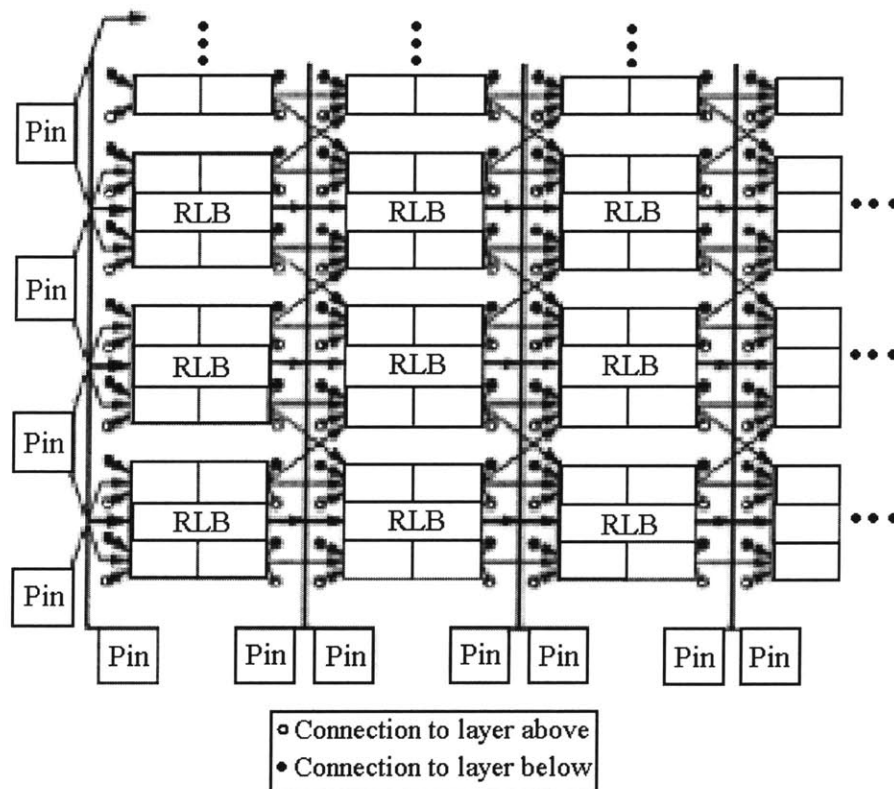 Pin
RLB RLB RLB
Pin
RLB RLB RLB
Pin
RLB RLB RLB
Pin
Pin Pin Pin Pin Pin Pin Pin
Connection to layer above
Connection to layer below